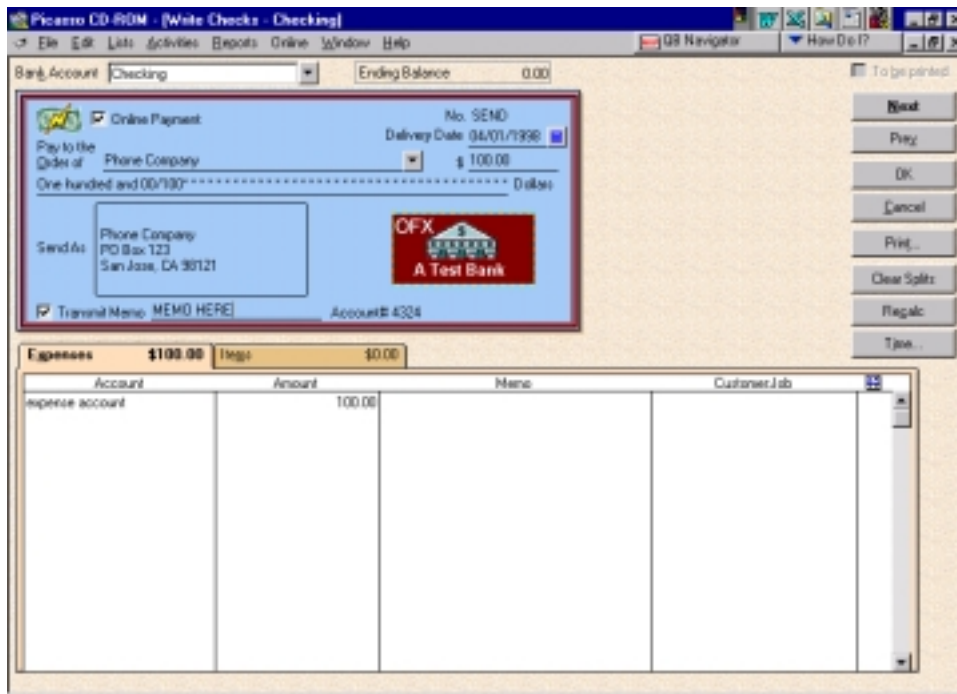 Picasso CD-ROM - [Write Checks - Checking]
File Edit Lists Activities Reports Online Window Help QB Navigator How Do I?
Bank Account Checking Ending Balance 0.00 To be printed
Online Payment No. SEND
Delivery Date 04/01/1998
Pay to the
Order of Phone Company $ 100.00
One hundred and 00/100* * * * * * * * * * * * * * * * * * * * * * * * * * * * * * * * * * * * * * * * * Dollars
Send As
Phone Company
PO Box 123
San Jose, CA 98121
OFX
$
A Test Bank
Transmit Memo MEMO HERE Account# 4324
Next
Prev
OK
Cancel
Print...
Clear Splits
Recalc
Time...
Expenses $100.00 Items $0.00
Account Amount Memo Customer:Job
expense account 100.00